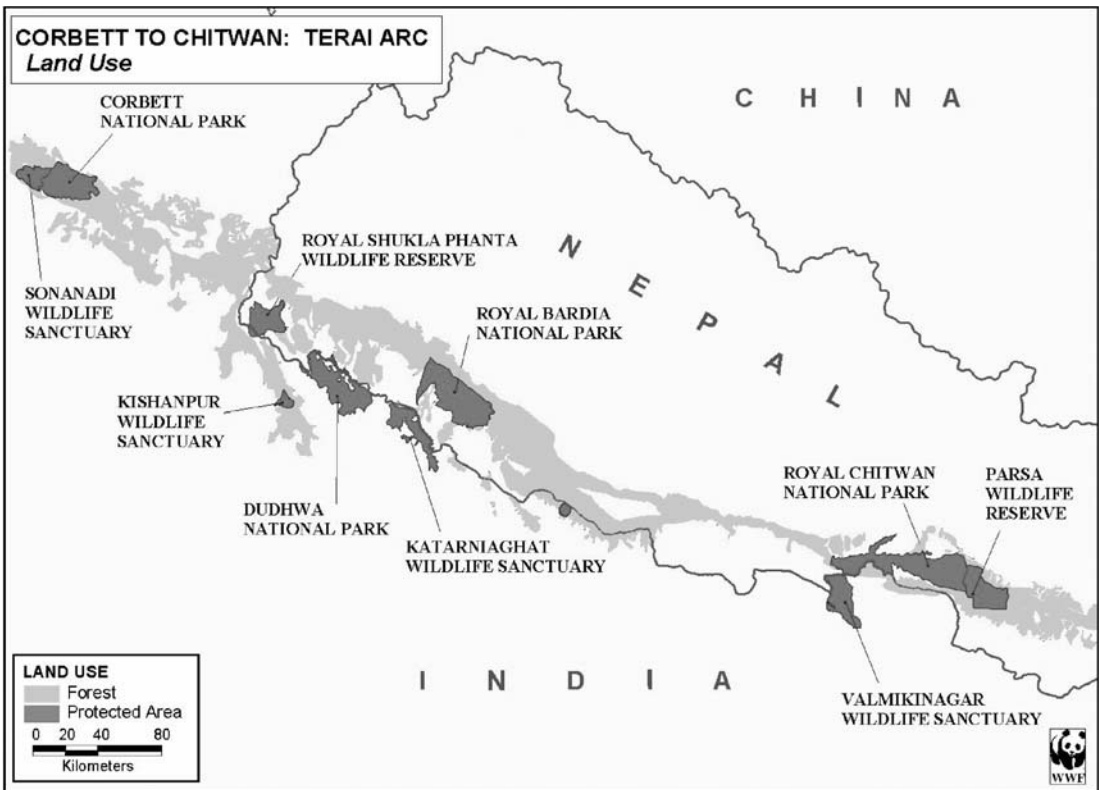 CORBETT TO CHITWAN: TERAI ARC
Land Use
CORBETT
NATIONAL PARK
C H I N A
ROYAL SHUKLA PHANTA
WILDLIFE RESERVE
N E P A L
SONANADI
WILDLIFE
SANCTUARY
ROYAL BARDIA
NATIONAL PARK
KISHANPUR
WILDLIFE
SANCTUARY
ROYAL CHITWAN
NATIONAL PARK
PARSA
WILDLIFE
RESERVE
DUDHWA
NATIONAL PARK
KATARNIAGHAT
WILDLIFE SANCTUARY
I N D I A
VALMIKINAGAR
WILDLIFE SANCTUARY
LAND USE
Forest
Protected Area
0 20 40 80
Kilometers
WWF